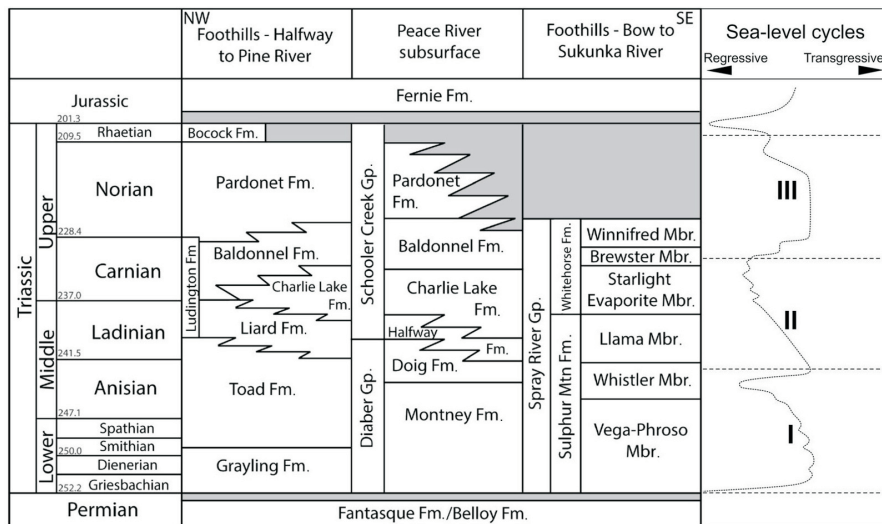 NW
Foothills - Halfway
to Pine River
Peace River
subsurface
SE
Foothills - Bow to
Sukunka River
Sea-level cycles
Regressive
Transgressive
Jurassic
Fernie Fm.
201.3
Triassic
Upper
Rhaetian
209.5
Norian
228.4
Carnian
237.0
Middle
Ladinian
241.5
Anisian
247.1
Lower
Spathian
Smithian
250.0
Dienerian
Griesbachian
252.2
Permian
Bocock Fm.
Pardonet Fm.
Ludington Fm
Baldonnel Fm.
Charlie Lake
Fm.
Liard Fm.
Toad Fm.
Grayling Fm.
Schooler Creek Gp.
Diaber Gp.
Pardonet
Fm.
Baldonnel Fm.
Charlie Lake
Fm.
Halfway
Fm.
Doig Fm.
Montney Fm.
Spray River Gp.
Whitehorse Fm.
Sulphur Mtn Fm.
Winnifred Mbr.
Brewster Mbr.
Starlight
Evaporite Mbr.
Llama Mbr.
Whistler Mbr.
Vega-Phroso
Mbr.
III
II
I
Fantasque Fm./Belloy Fm.